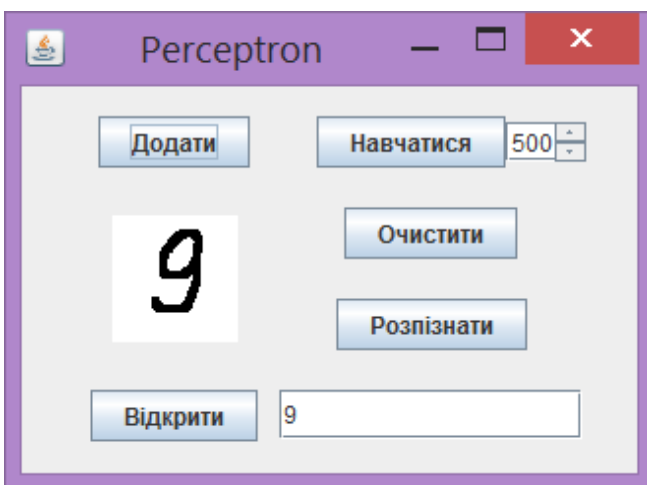 Perceptron
Додати
Навчатися 500
Очистити
9
Розпізнати
Відкрити 9